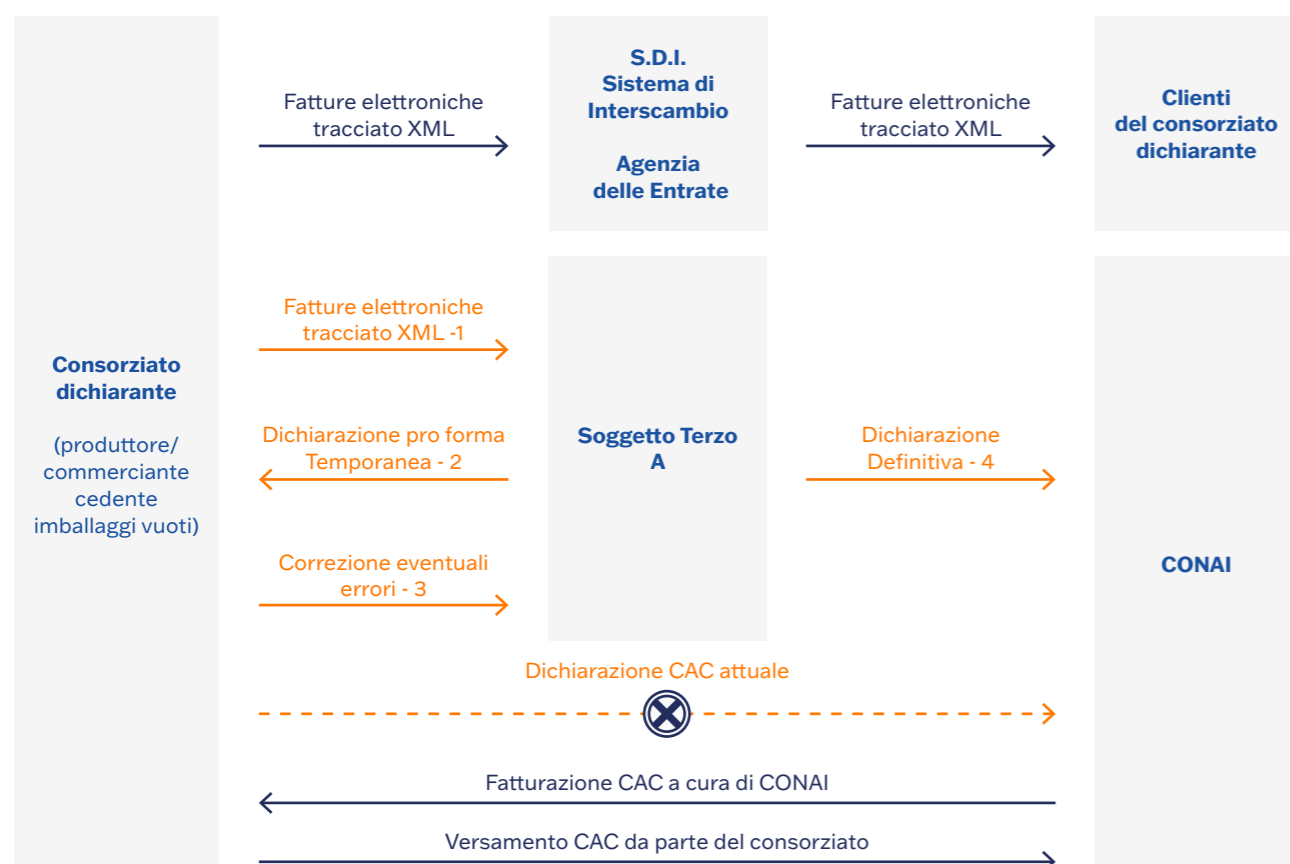 Fatture elettroniche
tracciato XML
S.D.I.
Sistema di
Interscambio
Agenzia
delle Entrate
Fatture elettroniche
tracciato XML
Clienti
del consorziato
dichiarante
Consorziato
dichiarante
(produttore/
commerciante
cedente
imballaggi vuoti)
Fatture elettroniche
tracciato XML -1
Dichiarazione pro forma
Temporanea - 2
Correzione eventuali
errori - 3
Soggetto Terzo
A
Dichiarazione
Definitiva - 4
CONAI
Dichiarazione CAC attuale
Fatturazione CAC a cura di CONAI
Versamento CAC da parte del consorziato